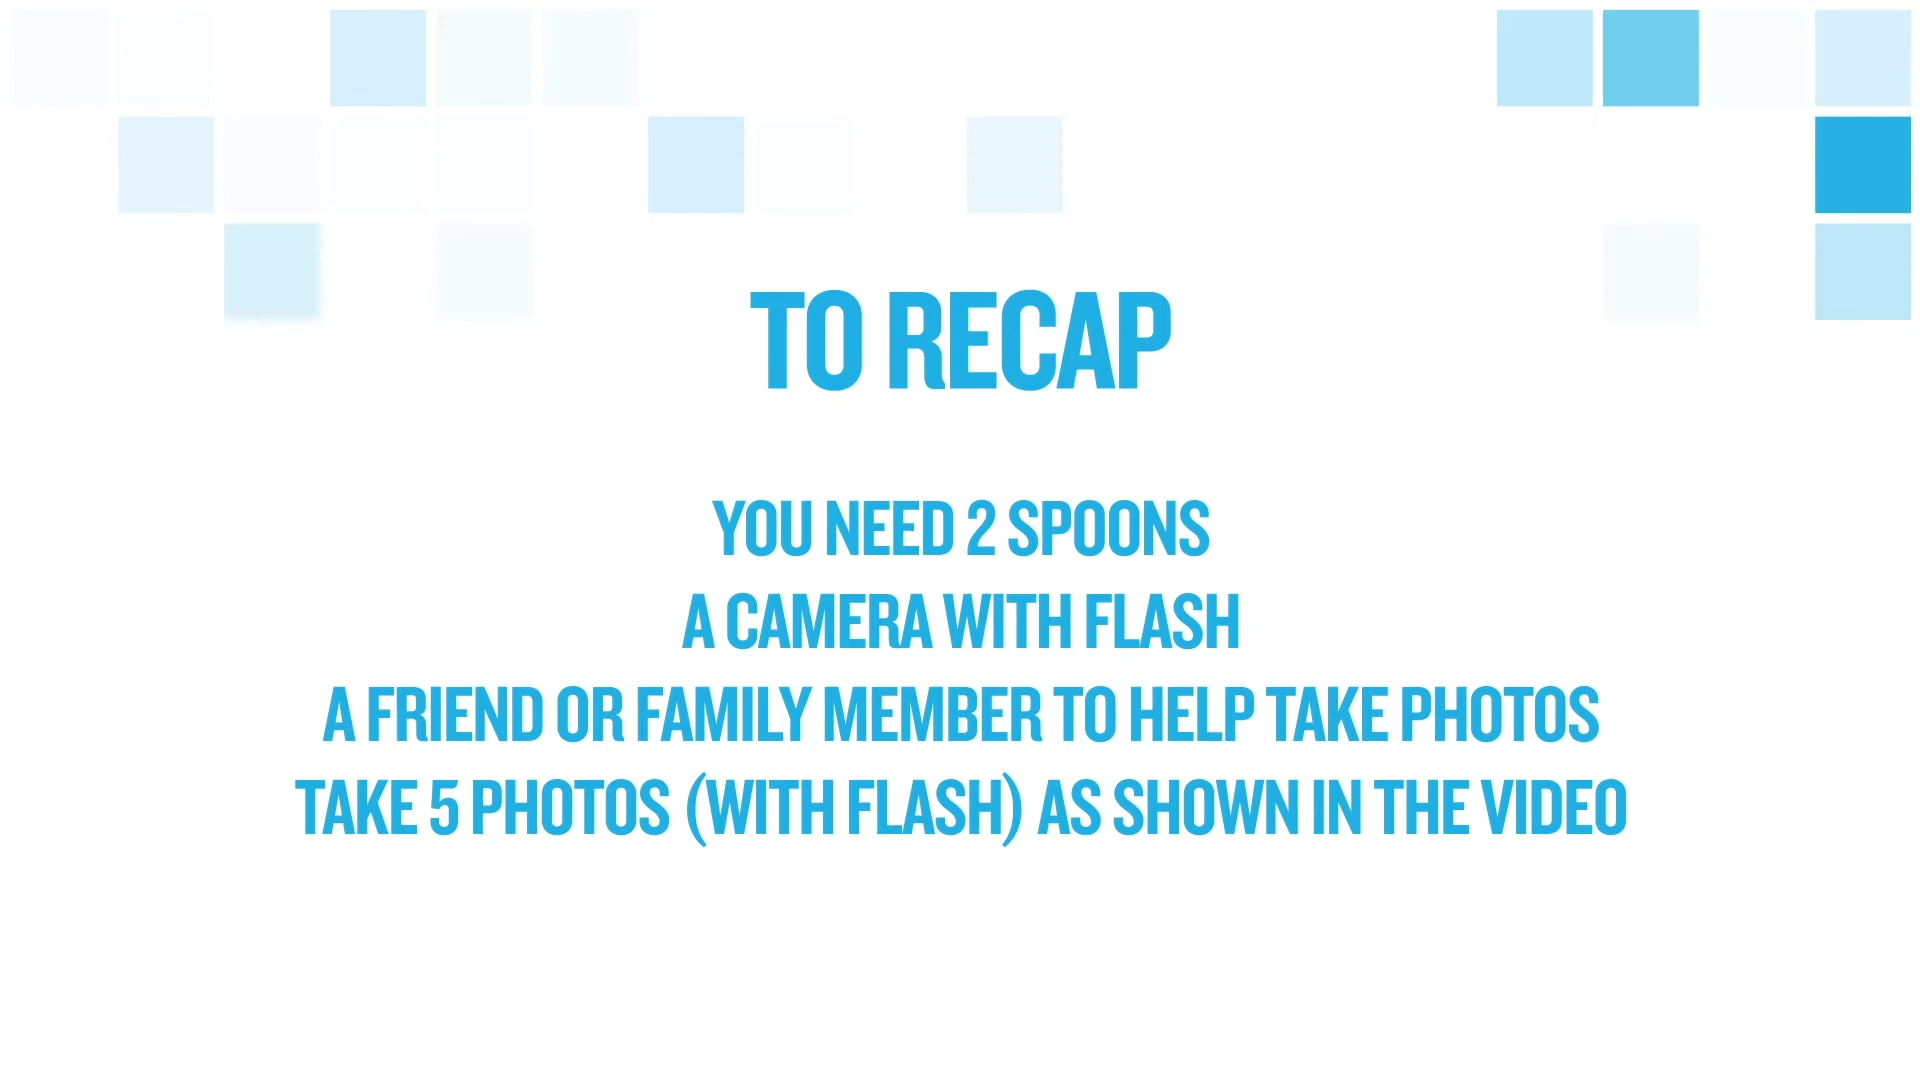 TO RECAP
YOU NEED 2 SPOONS
A CAMERA WITH FLASH
A FRIEND OR FAMILY MEMBER TO HELP TAKE PHOTOS
TAKE 5 PHOTOS (WITH FLASH) AS SHOWN IN THE VIDEO